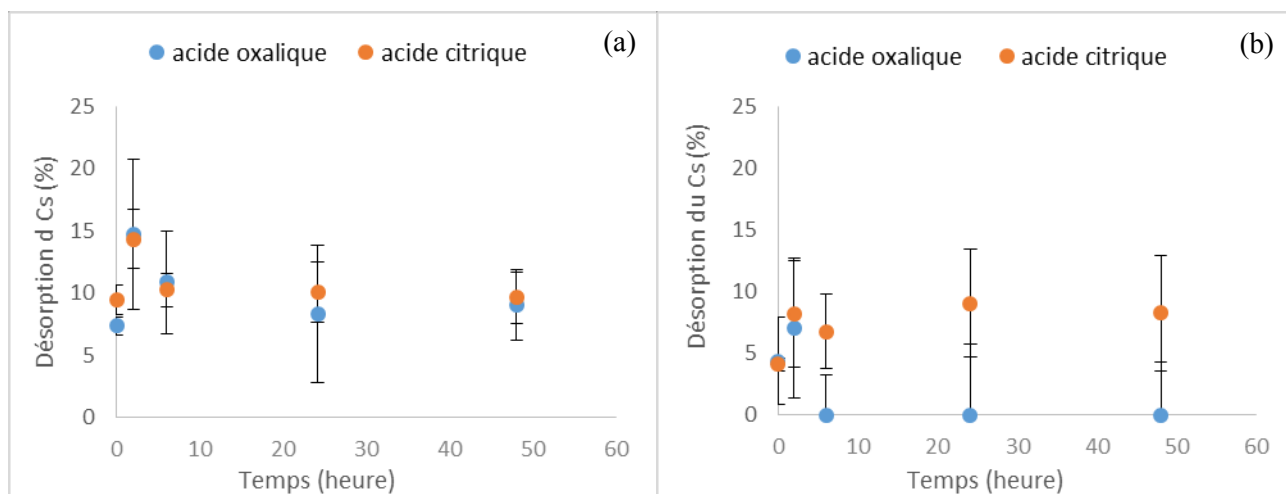 acide oxalique acide citrique (a)
25
20
15
10
5
0
Désorption d Cs (%)
0 10 20 30 40 50 60
Temps (heure)
acide oxalique acide citrique (b)
25
20
15
10
5
0
Désorption du Cs (%)
0 10 20 30 40 50 60
Temps (heure)